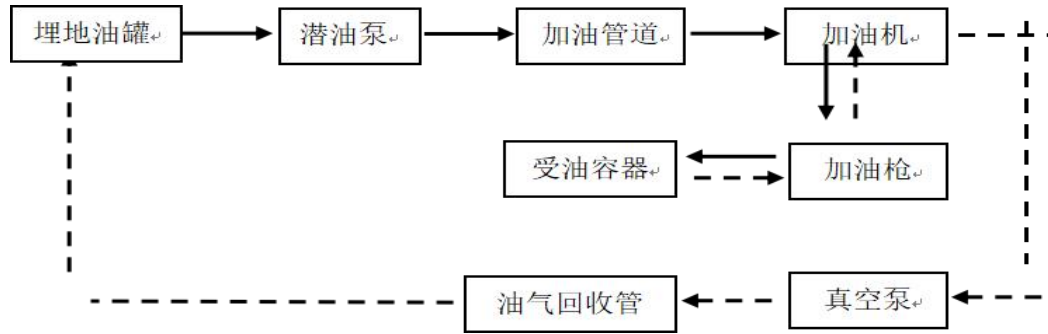 埋地油罐
潜油泵
加油管道
加油机
受油容器
加油枪
油气回收管
真空泵